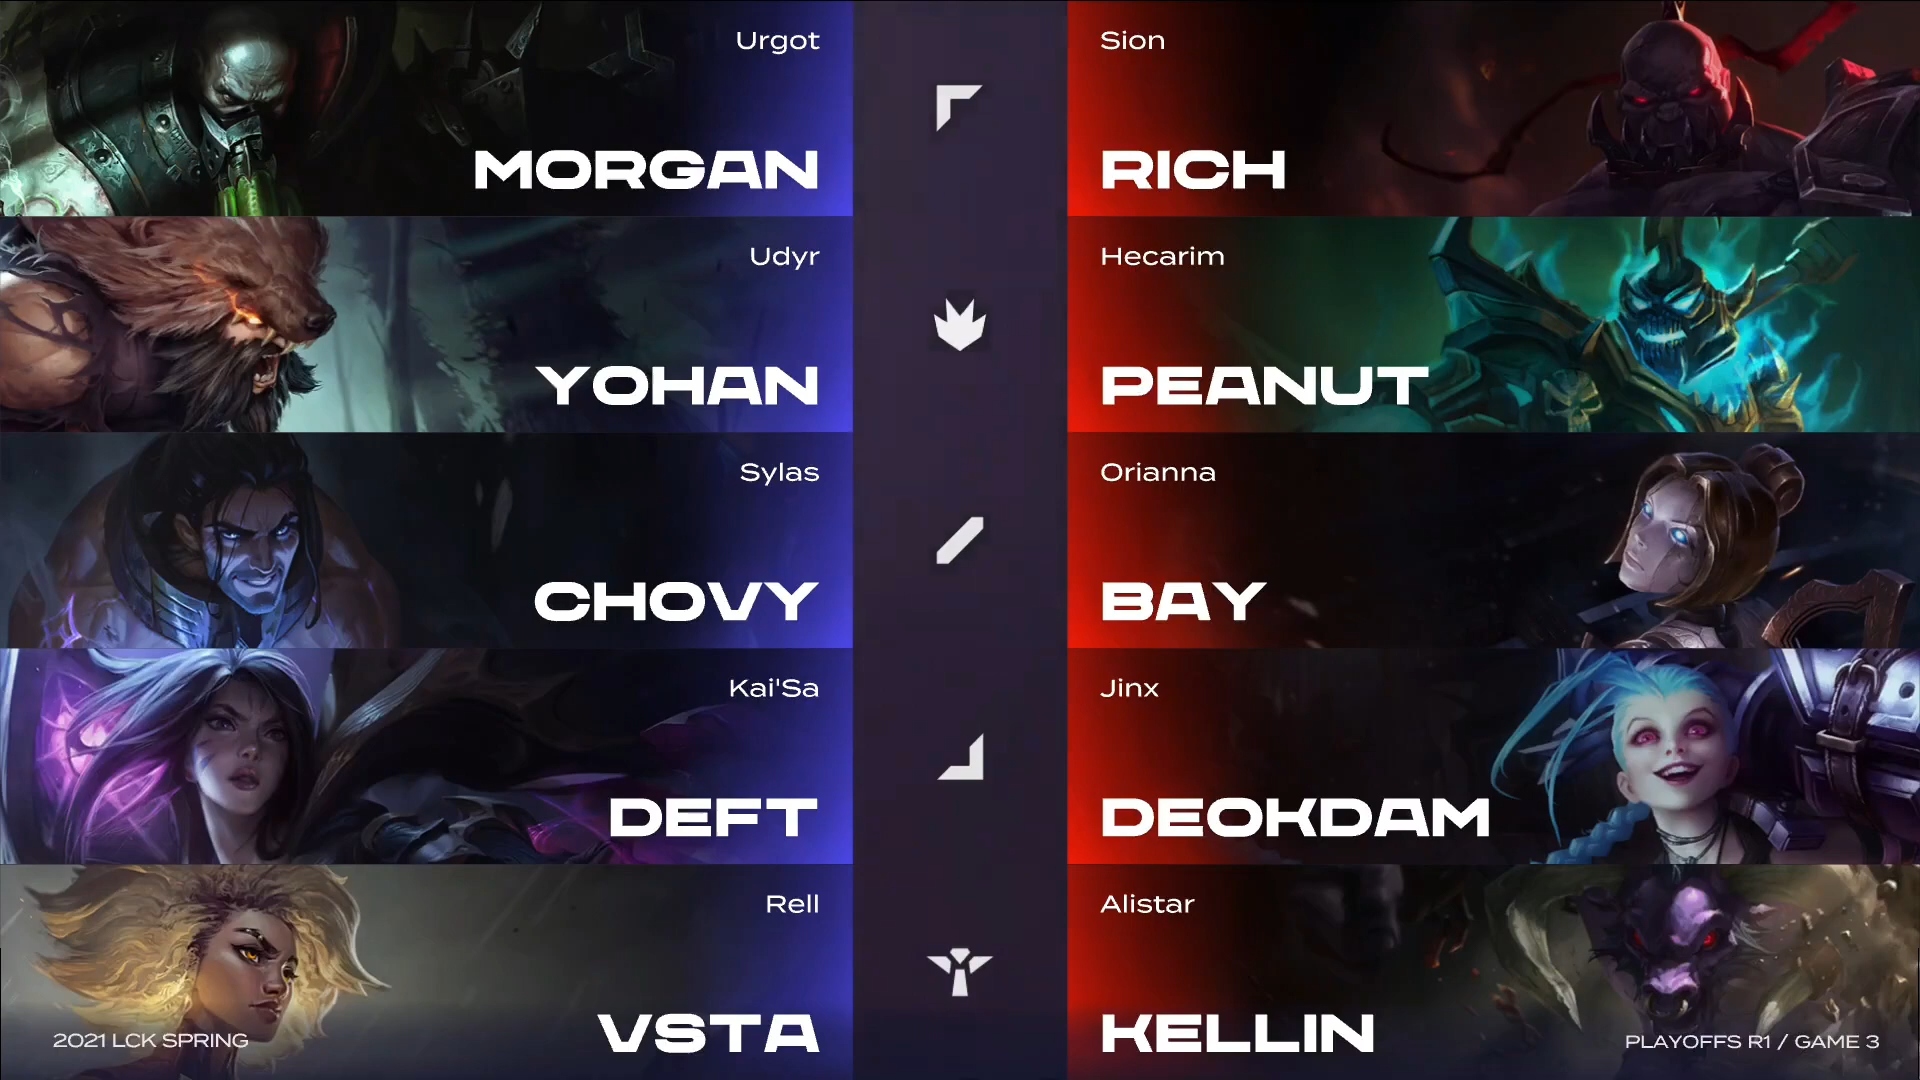 Urgot
MORGAN
Sion
RICH
Udyr
YOHAN
Hecarim
PEANUT
Sylas
CHOVY
Orianna
BAY
Kai'Sa
DEFT
Jinx
DEOKDAM
Rell
VSTA
Alistar
KELLIN
2021 LCK SPRING
PLAYOFFS R1 / GAME 3